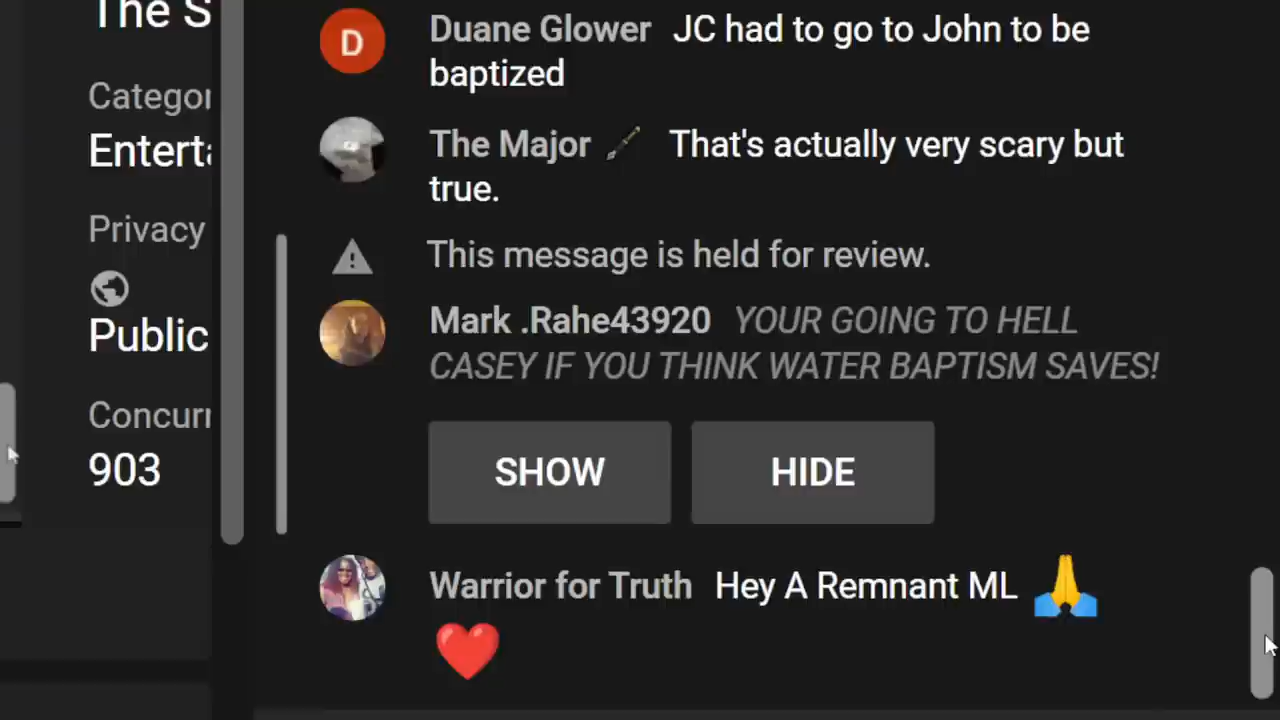 The S
Categor
Enterta
Privacy
Public
Concurr
903
D
Duane Glower JC had to go to John to be
baptized
The Major That's actually very scary but
true.
This message is held for review.
Mark .Rahe43920 YOUR GOING TO HELL
CASEY IF YOU THINK WATER BAPTISM SAVES!
SHOW HIDE
Warrior for Truth Hey A Remnant ML 🙏
❤️